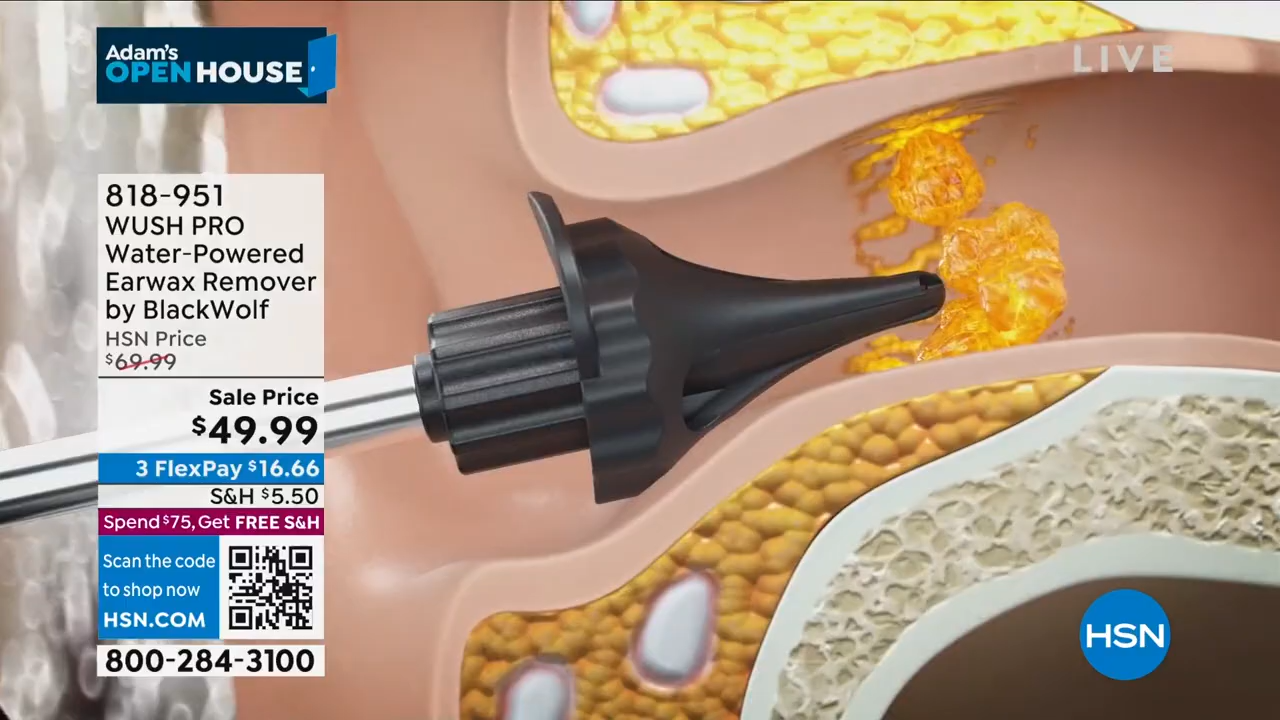 Adam's
OPEN HOUSE
LIVE
818-951
WUSH PRO
Water-Powered
Earwax Remover
by BlackWolf
HSN Price
$69.99
Sale Price
$49.99
3 FlexPay $16.66
S&H $5.50
Spend $75, Get FREE S&H
Scan the code
to shop now
HSN.COM
800-284-3100
HSN